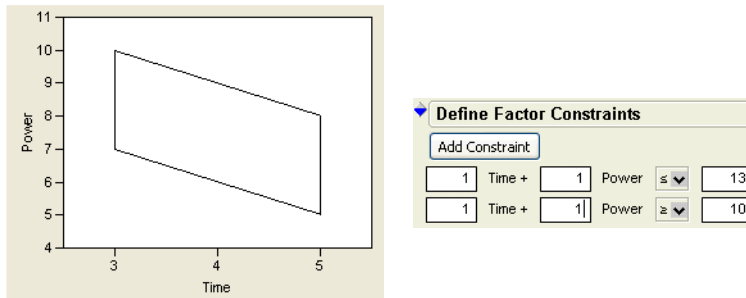 11
10
9
8
7
6
5
4
Power
3 4 5
Time
Define Factor Constraints
Add Constraint
1 Time + 1 Power ≤ 13
1 Time + 1 Power ≥ 10